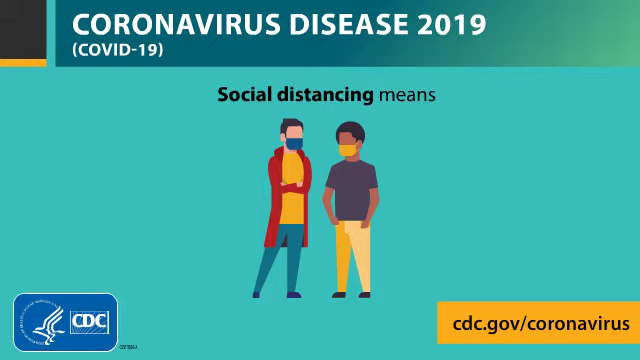 CORONAVIRUS DISEASE 2019
(COVID-19)
Social distancing means
CDC
cdc.gov/coronavirus